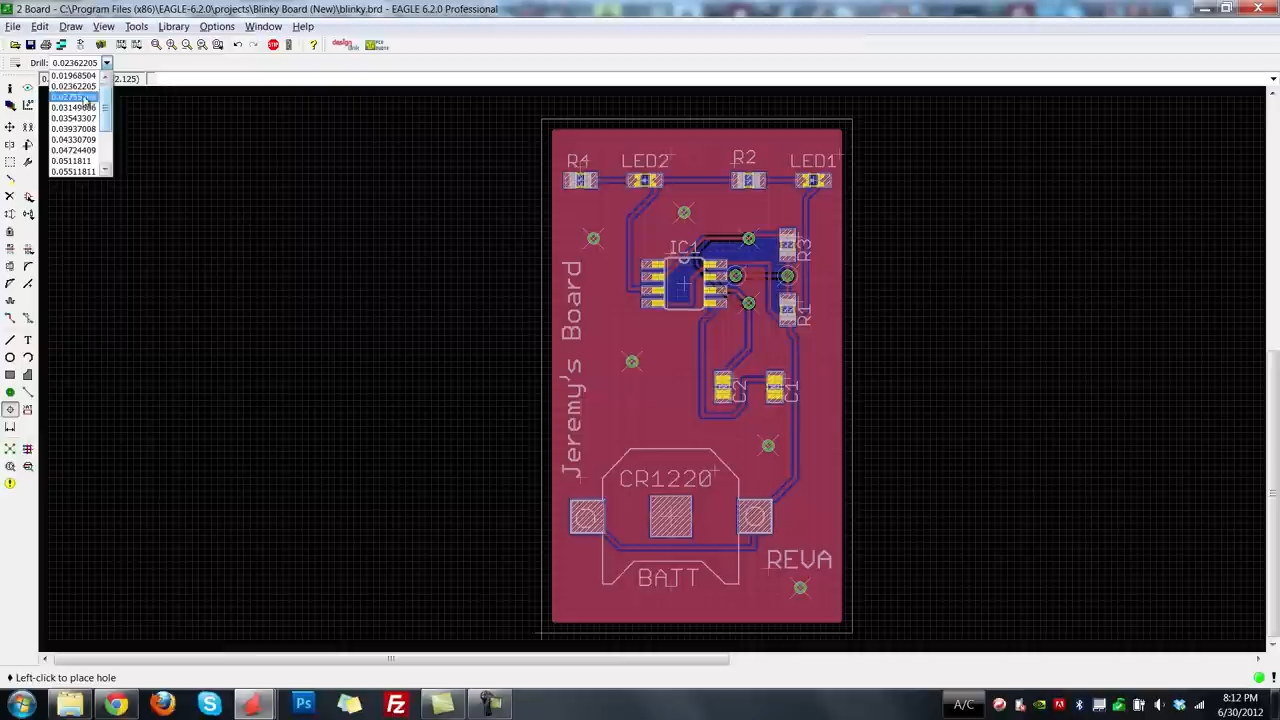 2 Board - C:\Program Files (x86)\EAGLE-6.2.0\projects\Blinky Board (New)\blinky.brd - EAGLE 6.2.0 Professional
File Edit Draw View Tools Library Options Window Help
Drill: 0.02362205
0.01968504
2.125)
0.02362205
0.03149606
0.03543307
0.03937008
0.04330709
0.04724409
0.0511811
0.05511811
R4 LED2 R2 LED1
IC1
R3
R1
Jeremy's Board
C2
C1
CR1220
REVA
BATT
Left-click to place hole
A/C
8:12 PM
6/30/2012